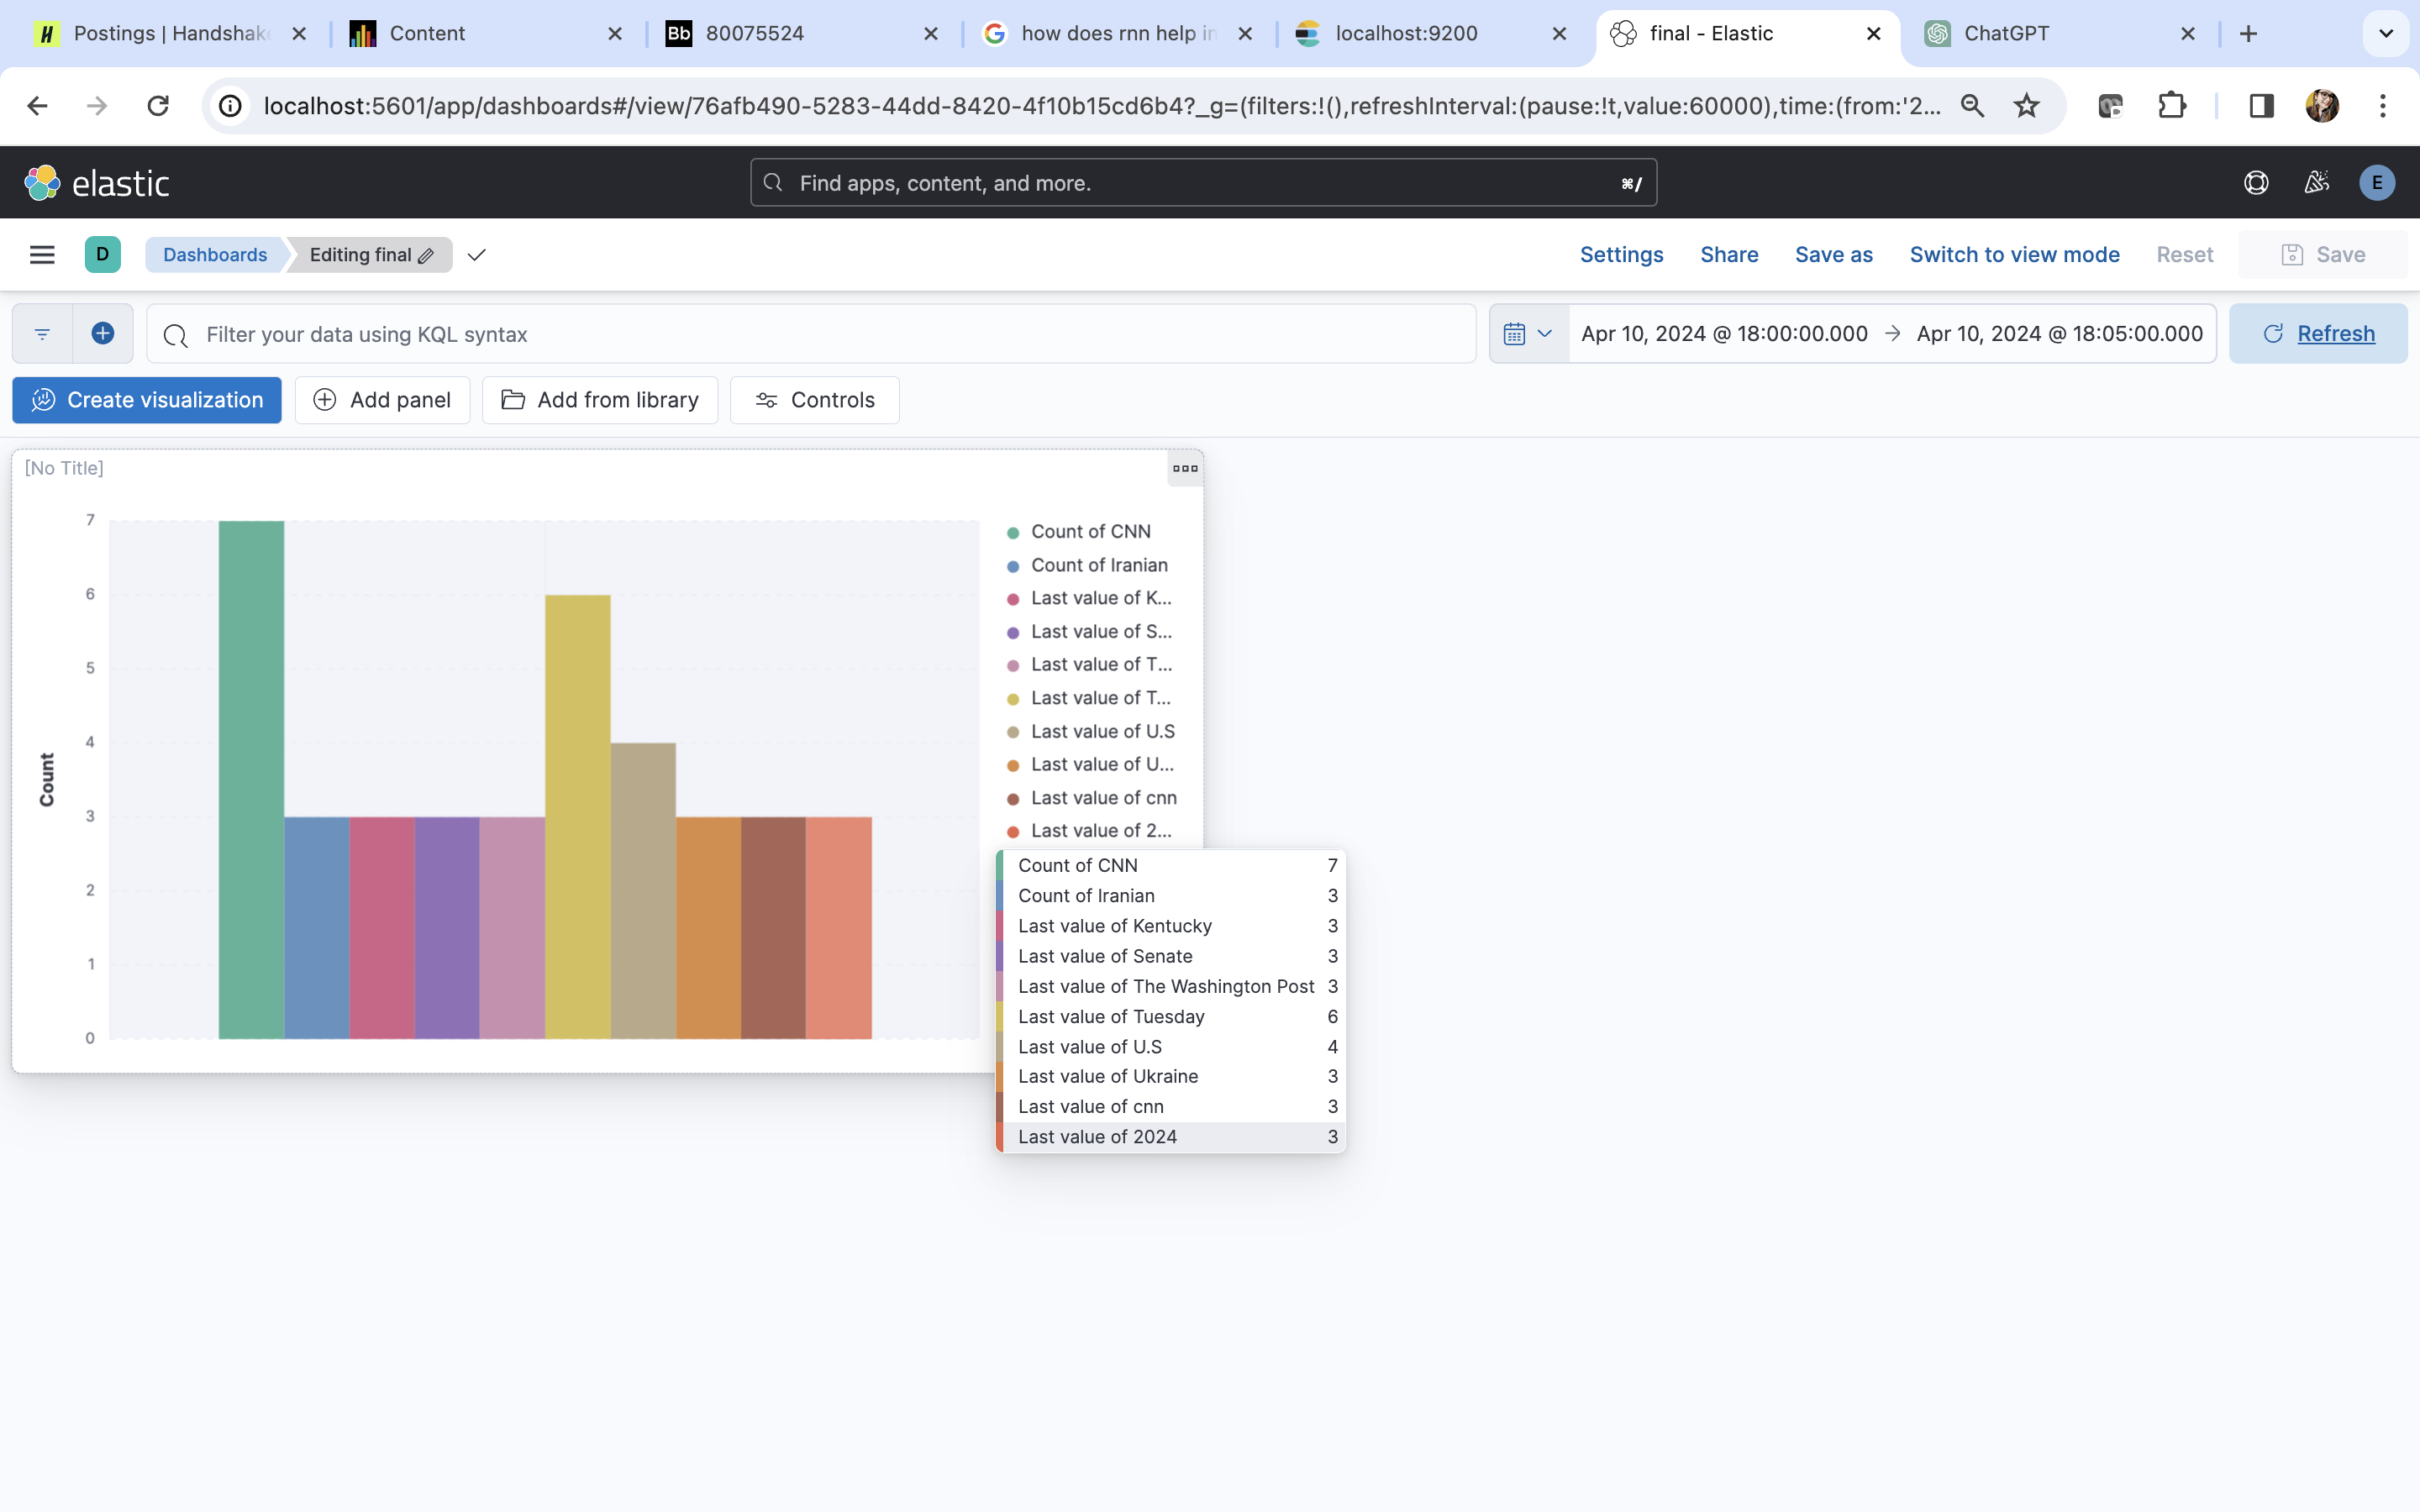 Postings | Handshake
Content
Bb 80075524
how does rnn help in
localhost:9200
final - Elastic
ChatGPT
localhost:5601/app/dashboards#/view/76afb490-5283-44dd-8420-4f10b15cd6b4?_g=(filters:!(),refreshInterval:(pause:!t,value:60000),time:(from:'2...
elastic
Find apps, content, and more.
⌘/
E
D
Dashboards
Editing final
Settings
Share
Save as
Switch to view mode
Reset
Save
Filter your data using KQL syntax
Apr 10, 2024 @ 18:00:00.000 → Apr 10, 2024 @ 18:05:00.000
Refresh
Create visualization
Add panel
Add from library
Controls
[No Title]
7
6
5
4
3
2
1
0
Count
Count of CNN
Count of Iranian
Last value of K...
Last value of S...
Last value of T...
Last value of T...
Last value of U.S
Last value of U...
Last value of cnn
Last value of 2...
Count of CNN 7
Count of Iranian 3
Last value of Kentucky 3
Last value of Senate 3
Last value of The Washington Post 3
Last value of Tuesday 6
Last value of U.S 4
Last value of Ukraine 3
Last value of cnn 3
Last value of 2024 3